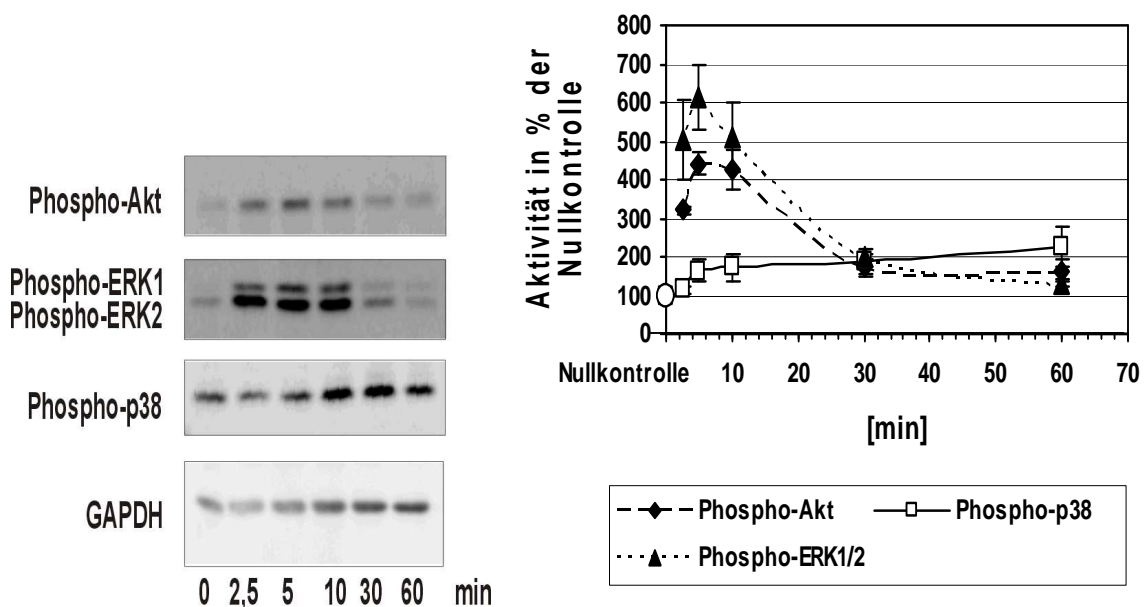 Phospho-Akt
Phospho-ERK1
Phospho-ERK2
Phospho-p38
GAPDH
0 2,5 5 10 30 60 min
Aktivität in % der
Nullkontrolle
800
700
600
500
400
300
200
100
0
Nullkontrolle 10 20 30 40 50 60 70
[min]
Phospho-Akt Phospho-p38
Phospho-ERK1/2